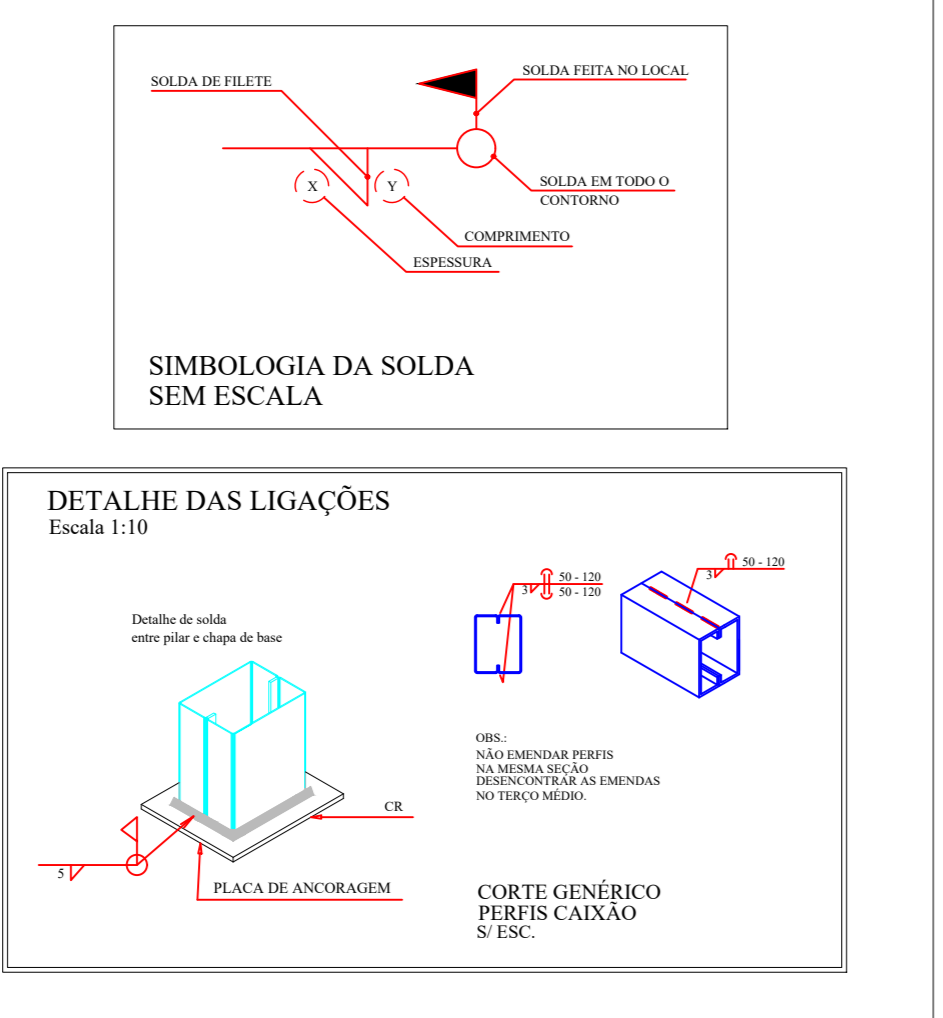 SOLDA DE FILETE
SOLDA FEITA NO LOCAL
X
Y
SOLDA EM TODO O
CONTORNO
COMPRIMENTO
ESPESSURA
SIMBOLOGIA DA SOLDA
SEM ESCALA
DETALHE DAS LIGAÇÕES
Escala 1:10
Detalhe de solda
entre pilar e chapa de base
CR
5
PLACA DE ANCORAGEM
3
50 - 120
50 - 120
3
50 - 120
OBS.:
NÃO EMENDAR PERFIS
NA MESMA SEÇÃO
DESENCONTRAR AS EMENDAS
NO TERÇO MÉDIO.
CORTE GENÉRICO
PERFIS CAIXÃO
S/ ESC.